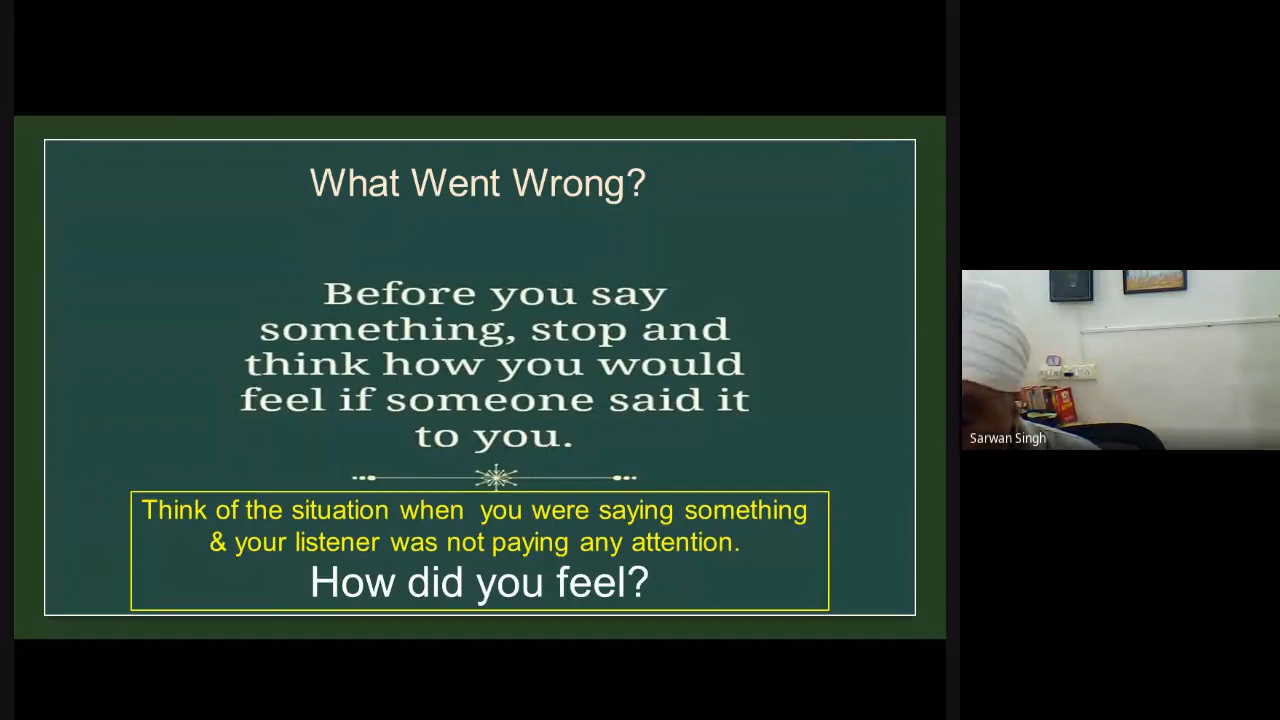 What Went Wrong?
Before you say
something, stop and
think how you would
feel if someone said it
to you.
Think of the situation when you were saying something
& your listener was not paying any attention.
How did you feel?
Sarwan Singh